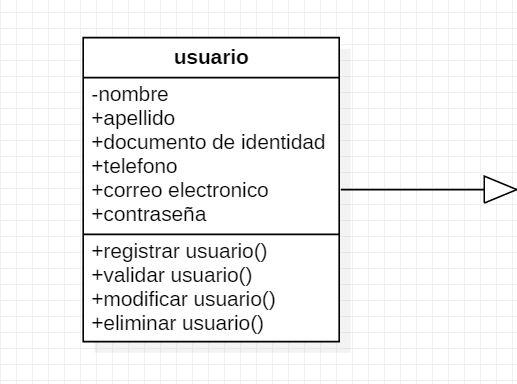 usuario
-nombre
+apellido
+documento de identidad
+telefono
+correo electronico
+contraseña
+registrar usuario()
+validar usuario()
+modificar usuario()
+eliminar usuario()